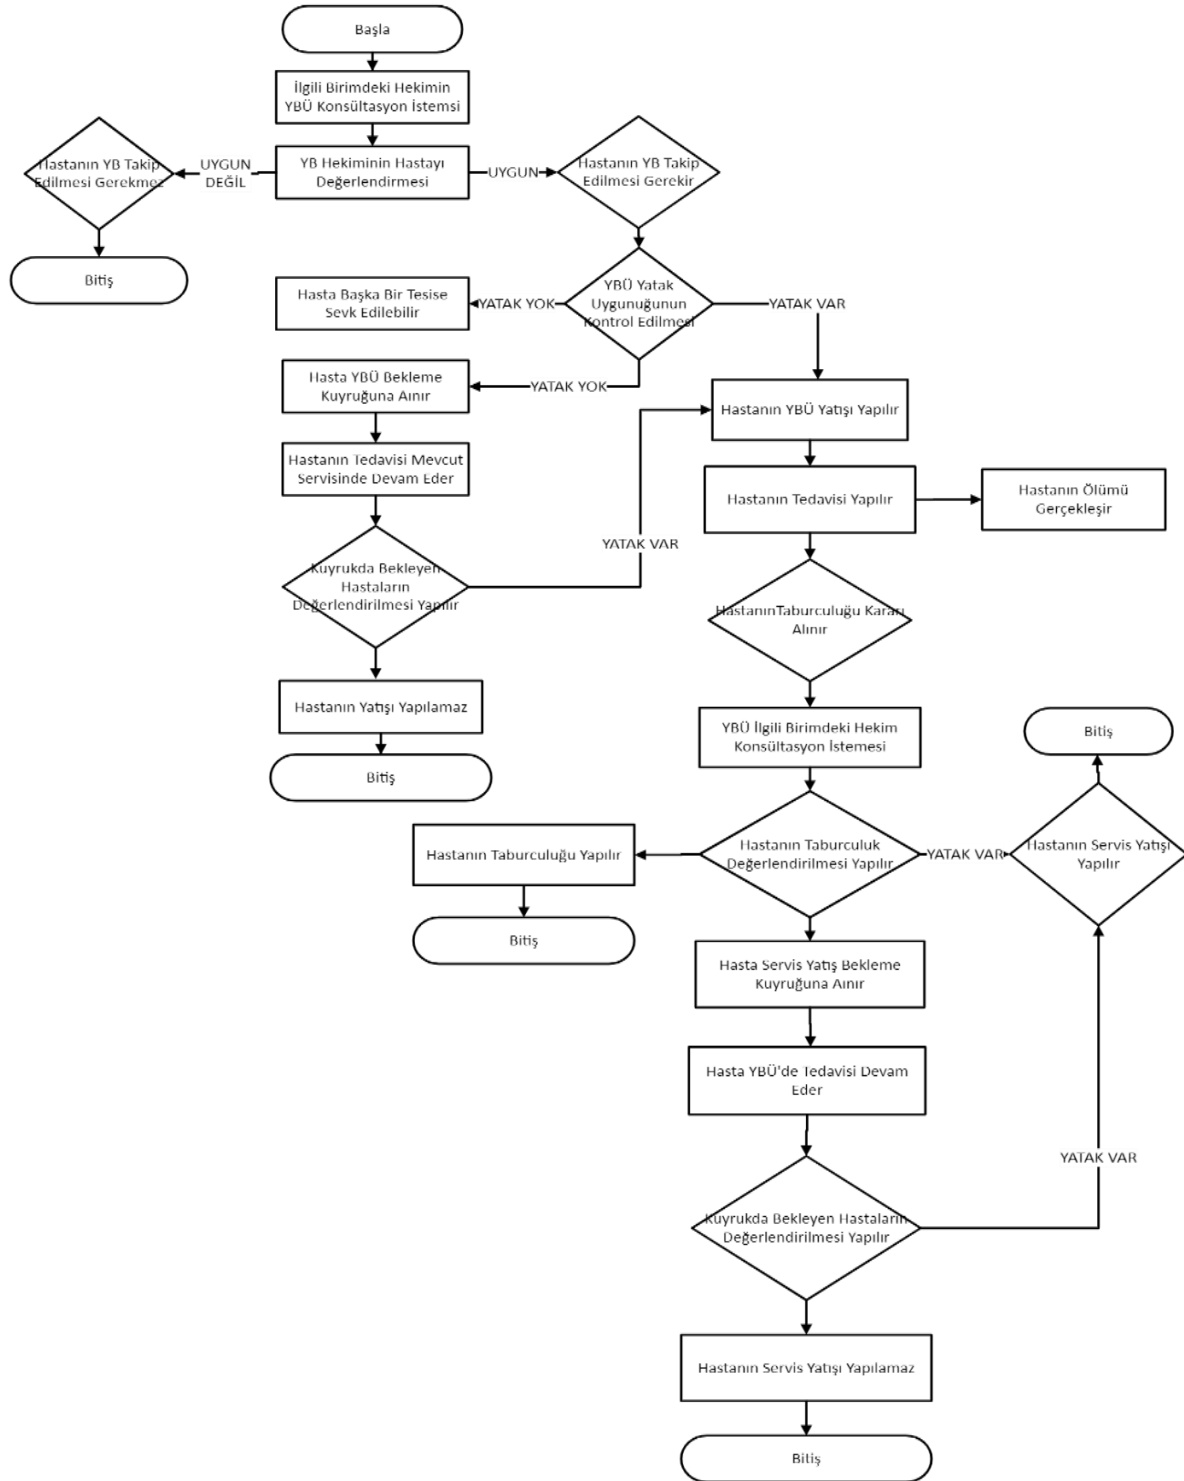 Başla
İlgili Birimdeki Hekimin
YBÜ Konsültasyon İstemsi
Hastanın YB Takip
Edilmesi Gerekmez
UYGUN
DEĞİL
YB Hekiminin Hastayı
Değerlendirmesi
UYGUN
Hastanın YB Takip
Edilmesi Gerekir
Bitiş
Hasta Başka Bir Tesise
Sevk Edilebilir
YATAK YOK
YBÜ Yatak
Uygunuğunun
Kontrol Edilmesi
YATAK VAR
Hasta YBÜ Bekleme
Kuyruğuna Aınır
YATAK YOK
Hastanın YBÜ Yatışı Yapılır
Hastanın Tedavisi Mevcut
Servisinde Devam Eder
Hastanın Tedavisi Yapılır
Hastanın Ölümü
Gerçekleşir
YATAK VAR
Kuyrukda Bekleyen
Hastaların
Değerlendirilmesi Yapılır
HastanınTaburculuğu Kararı
Alınır
Hastanın Yatışı Yapılamaz
YBÜ İlgili Birimdeki Hekim
Konsültasyon İstemesi
Bitiş
Bitiş
Hastanın Taburculuğu Yapılır
Hastanın Taburculuk
Değerlendirilmesi Yapılır
YATAK VAR
Hastanın Servis Yatışı
Yapılır
Bitiş
Hasta Servis Yatış Bekleme
Kuyruğuna Aınır
Hasta YBÜ'de Tedavisi Devam
Eder
YATAK VAR
Kuyrukda Bekleyen Hastaların
Değerlendirilmesi Yapılır
Hastanın Servis Yatışı Yapılamaz
Bitiş